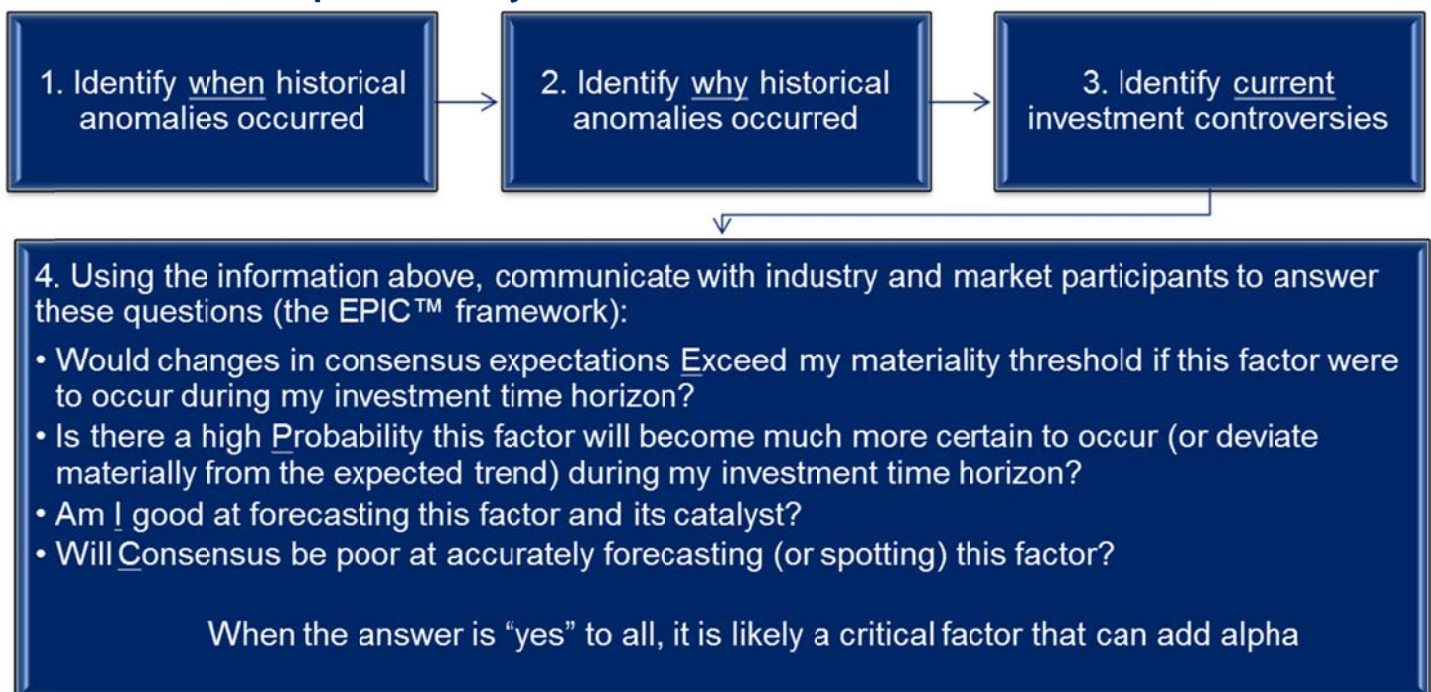 1. Identify when historical
anomalies occurred
2. Identify why historical
anomalies occurred
3. Identify current
investment controversies
4. Using the information above, communicate with industry and market participants to answer
these questions (the EPIC™ framework):
• Would changes in consensus expectations Exceed my materiality threshold if this factor were
to occur during my investment time horizon?
• Is there a high Probability this factor will become much more certain to occur (or deviate
materially from the expected trend) during my investment time horizon?
• Am I good at forecasting this factor and its catalyst?
• Will Consensus be poor at accurately forecasting (or spotting) this factor?
When the answer is “yes” to all, it is likely a critical factor that can add alpha